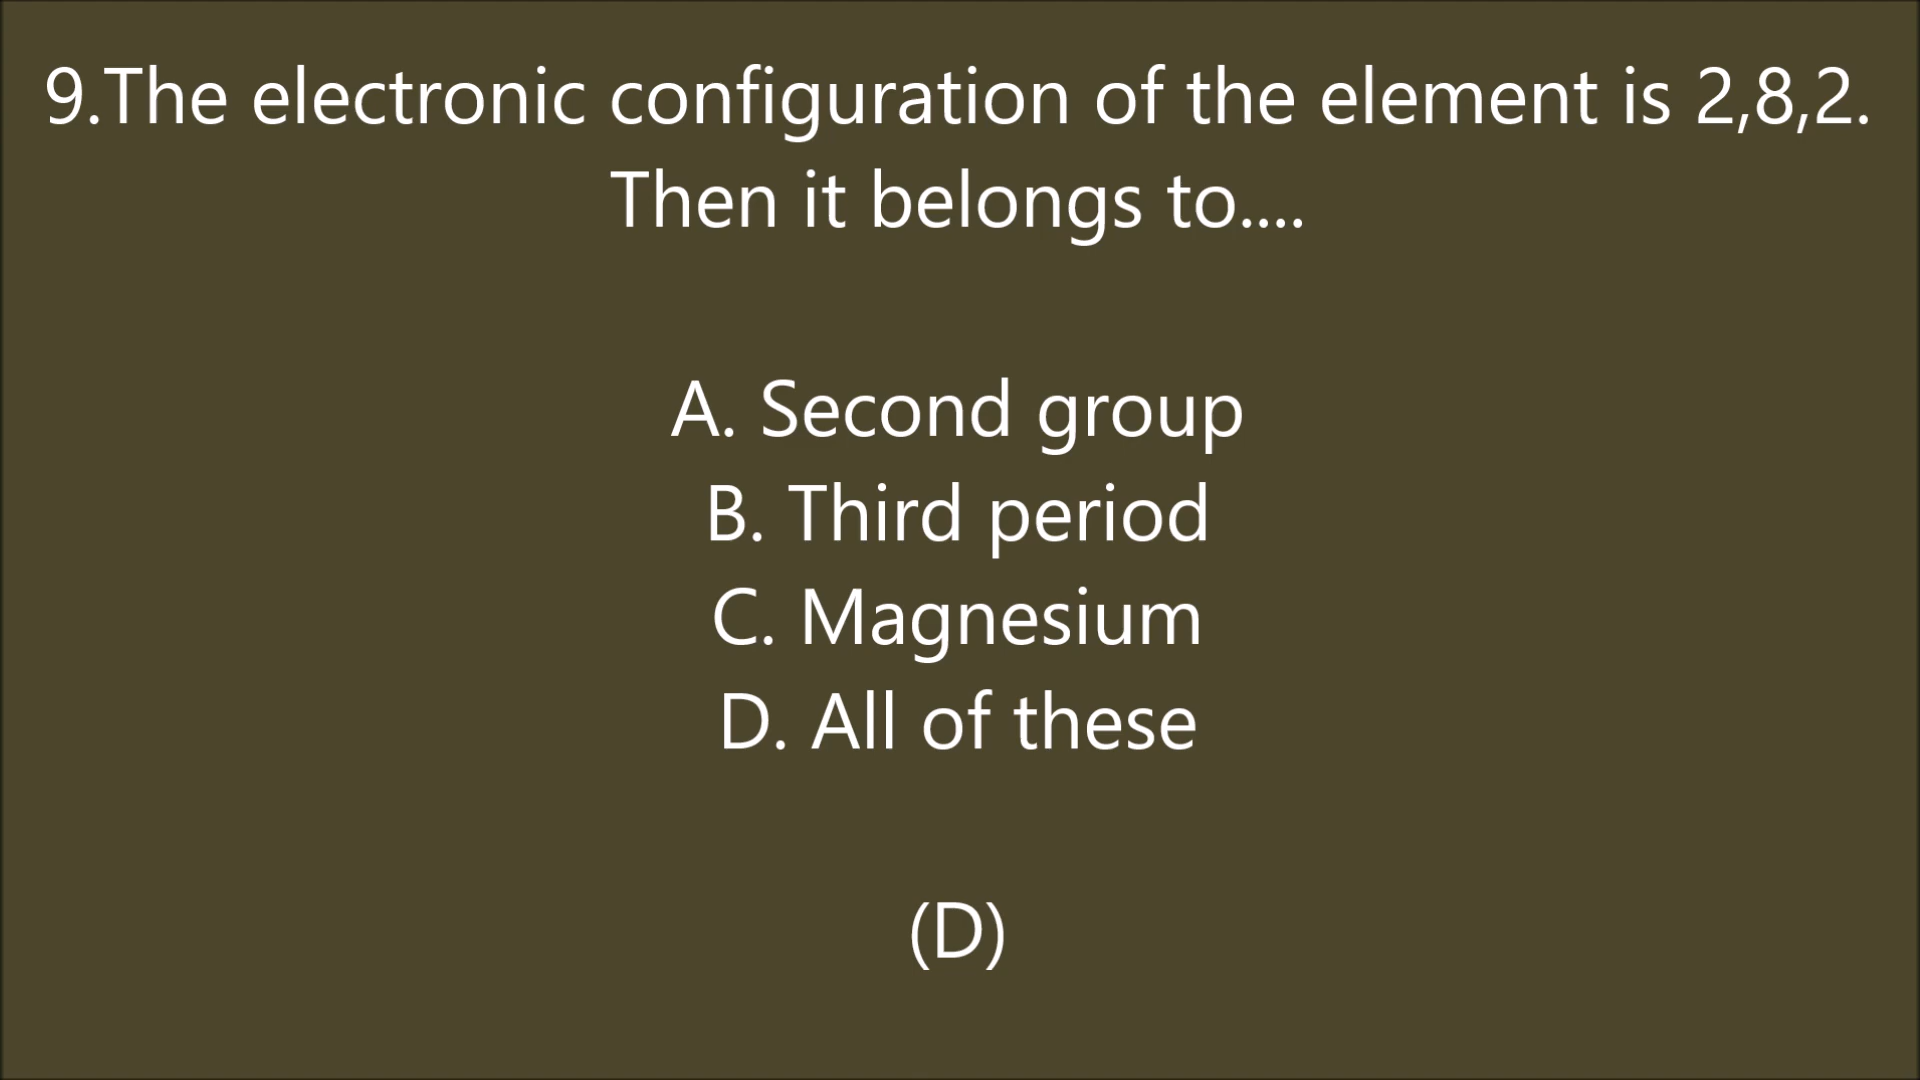 9.The electronic configuration of the element is 2,8,2.
Then it belongs to....
A. Second group
B. Third period
C. Magnesium
D. All of these
(D)